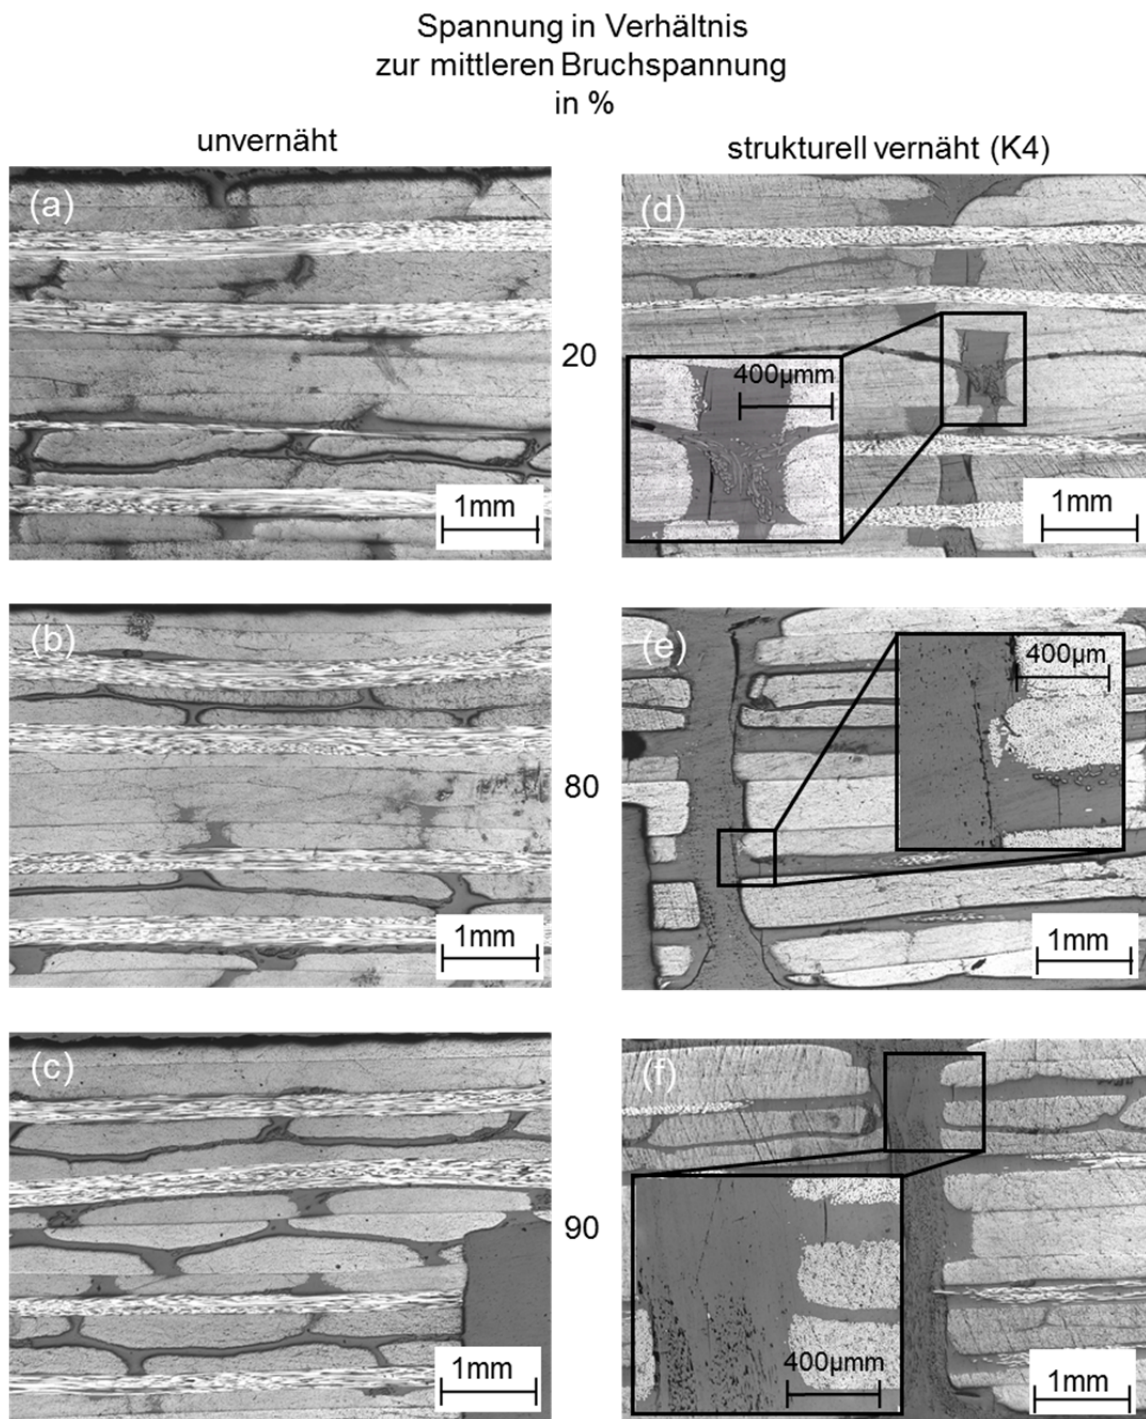 Spannung in Verhältnis
zur mittleren Bruchspannung
in %
unvernäht
strukturell vernäht (K4)
(a)
1mm
20
(d)
400µmm
1mm
(b)
1mm
80
(e)
400µm
1mm
(c)
1mm
90
(f)
400µmm
1mm